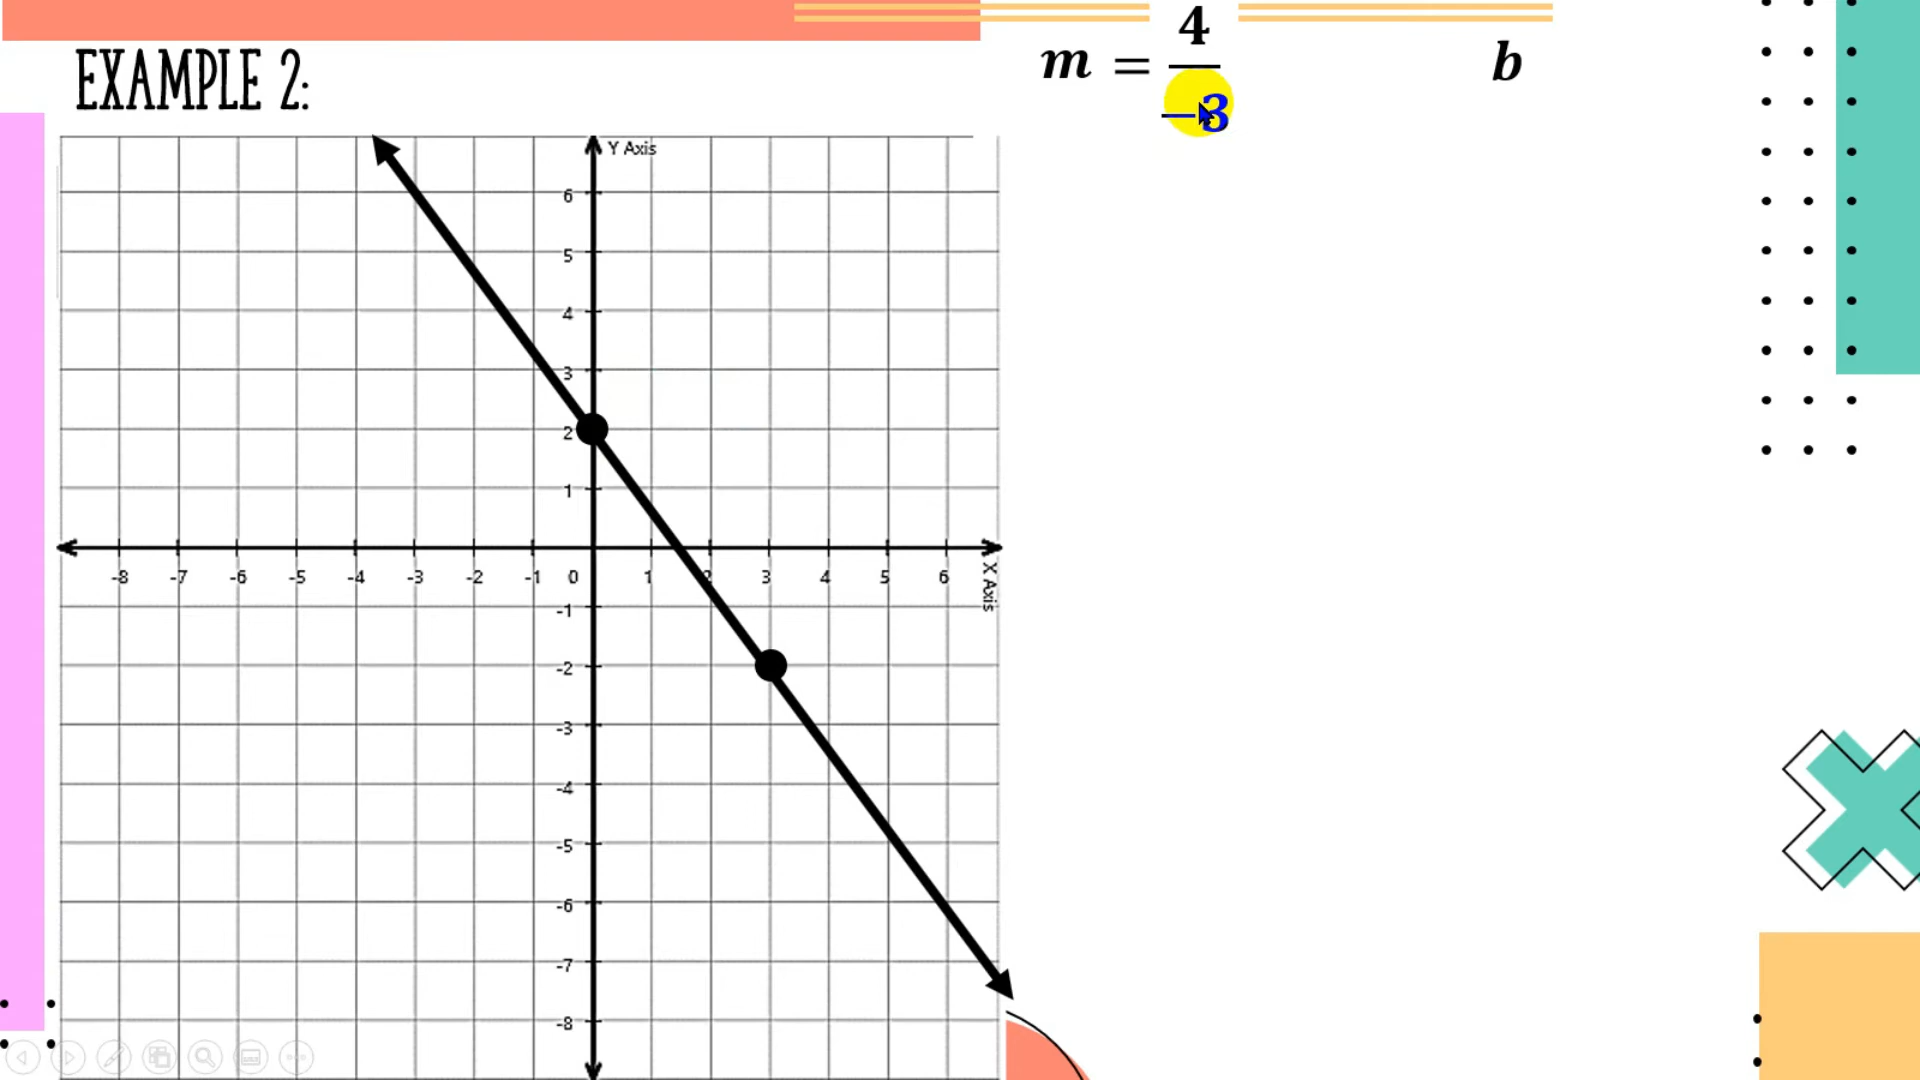 EXAMPLE 2:
m = 4/−3
b
Y Axis
6
5
4
3
2
1
-8 -7 -6 -5 -4 -3 -2 -1 0 1 2 3 4 5 6
X Axis
-1
-2
-3
-4
-5
-6
-7
-8